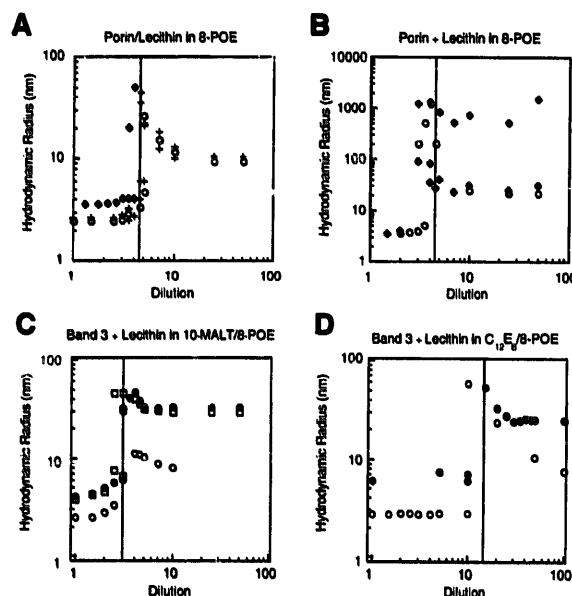 A
Porin/Lecithin in 8-POE
Hydrodynamic Radius (nm)
100
10
1
1
10
100
Dilution
B
Porin + Lecithin in 8-POE
Hydrodynamic Radius (nm)
1000
1000
100
10
1
1
10
100
Dilution
C
Band 3 + Lecithin in 10-MALT/8-POE
Hydrodynamic Radius (nm)
100
10
1
1
10
100
Dilution
D
Band 3 + Lecithin in C12E8/8-POE
Hydrodynamic Radius (nm)
100
10
1
1
10
100
Dilution